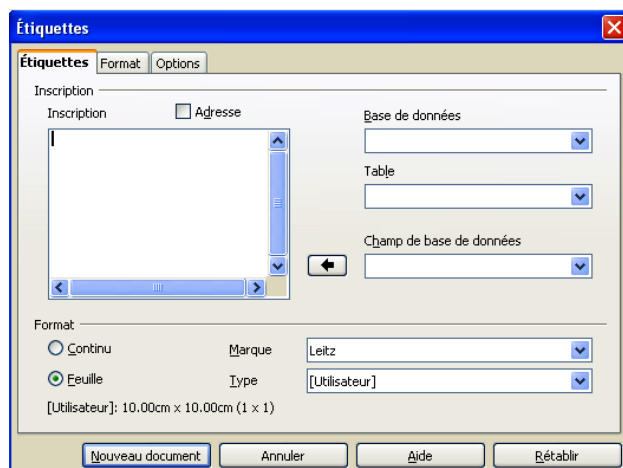 Étiquettes
Étiquettes Format Options
Inscription
Inscription Adresse
Base de données
Table
Champ de base de données
Format
Continu Marque Leitz
Feuille Type [Utilisateur]
[Utilisateur]: 10.00cm x 10.00cm (1 x 1)
Nouveau document Annuler Aide Rétablir